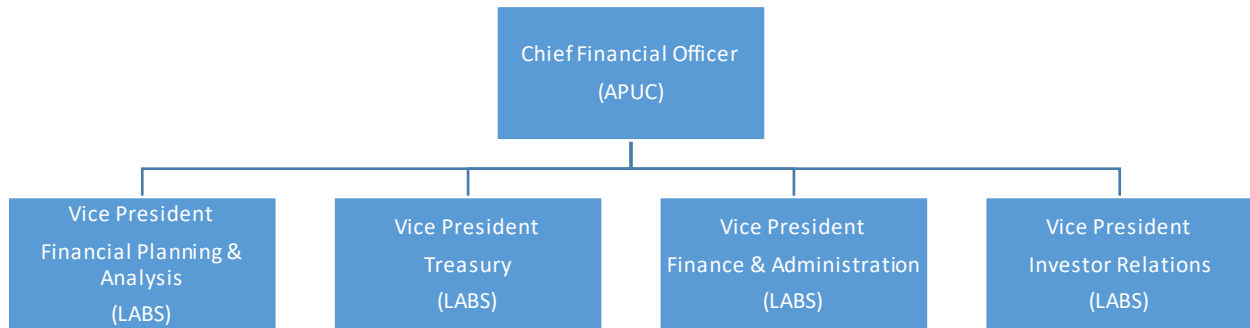 Chief Financial Officer
(APUC)
Vice President
Financial Planning &
Analysis
(LABS)
Vice President
Treasury
(LABS)
Vice President
Finance & Administration
(LABS)
Vice President
Investor Relations
(LABS)